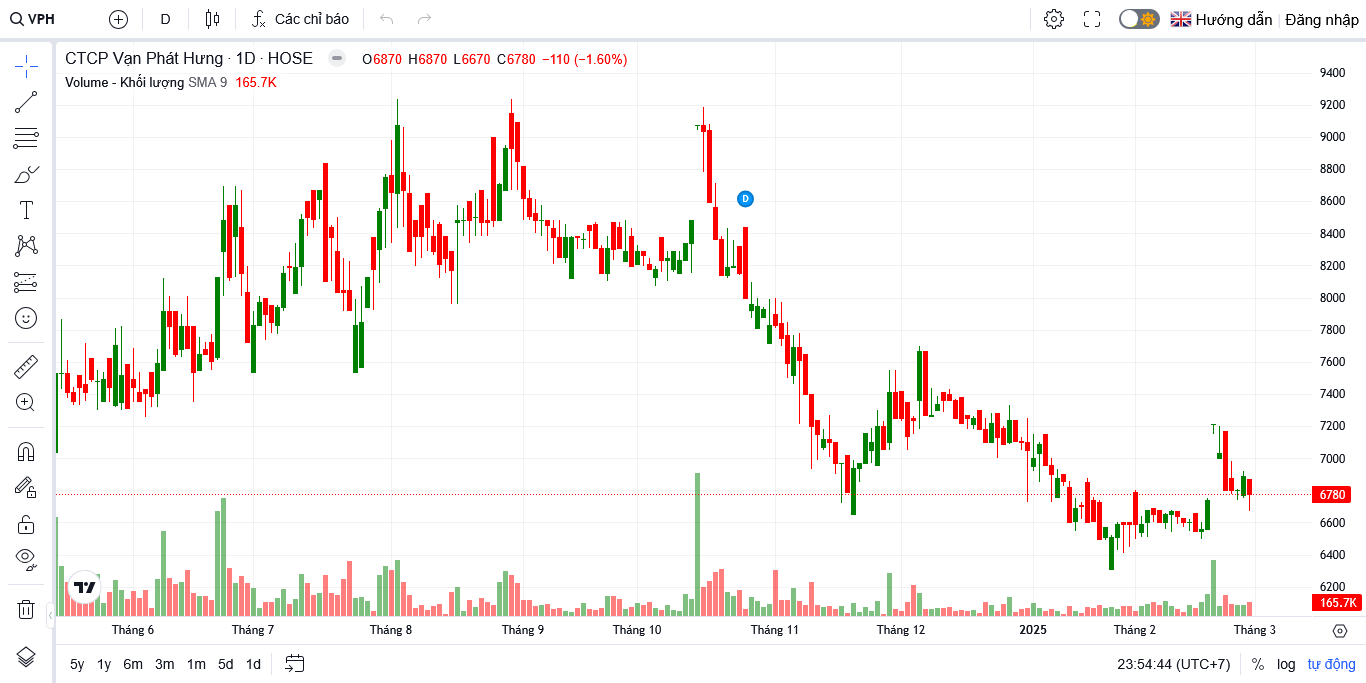 VPH D Các chỉ báo Hướng dẫn Đăng nhập
CTCP Vạn Phát Hưng · 1D · HOSE O6870 H6870 L6670 C6780 −110 (−1.60%)
Volume - Khối lượng SMA 9 165.7K
9400
9200
9000
8800
8600
D
8400
8200
8000
7800
7600
7400
7200
7000
6780
6600
6400
6200
165.7K
Tháng 6 Tháng 7 Tháng 8 Tháng 9 Tháng 10 Tháng 11 Tháng 12 2025 Tháng 2 Tháng 3
5y 1y 6m 3m 1m 5d 1d 23:54:44 (UTC+7) % log tự động